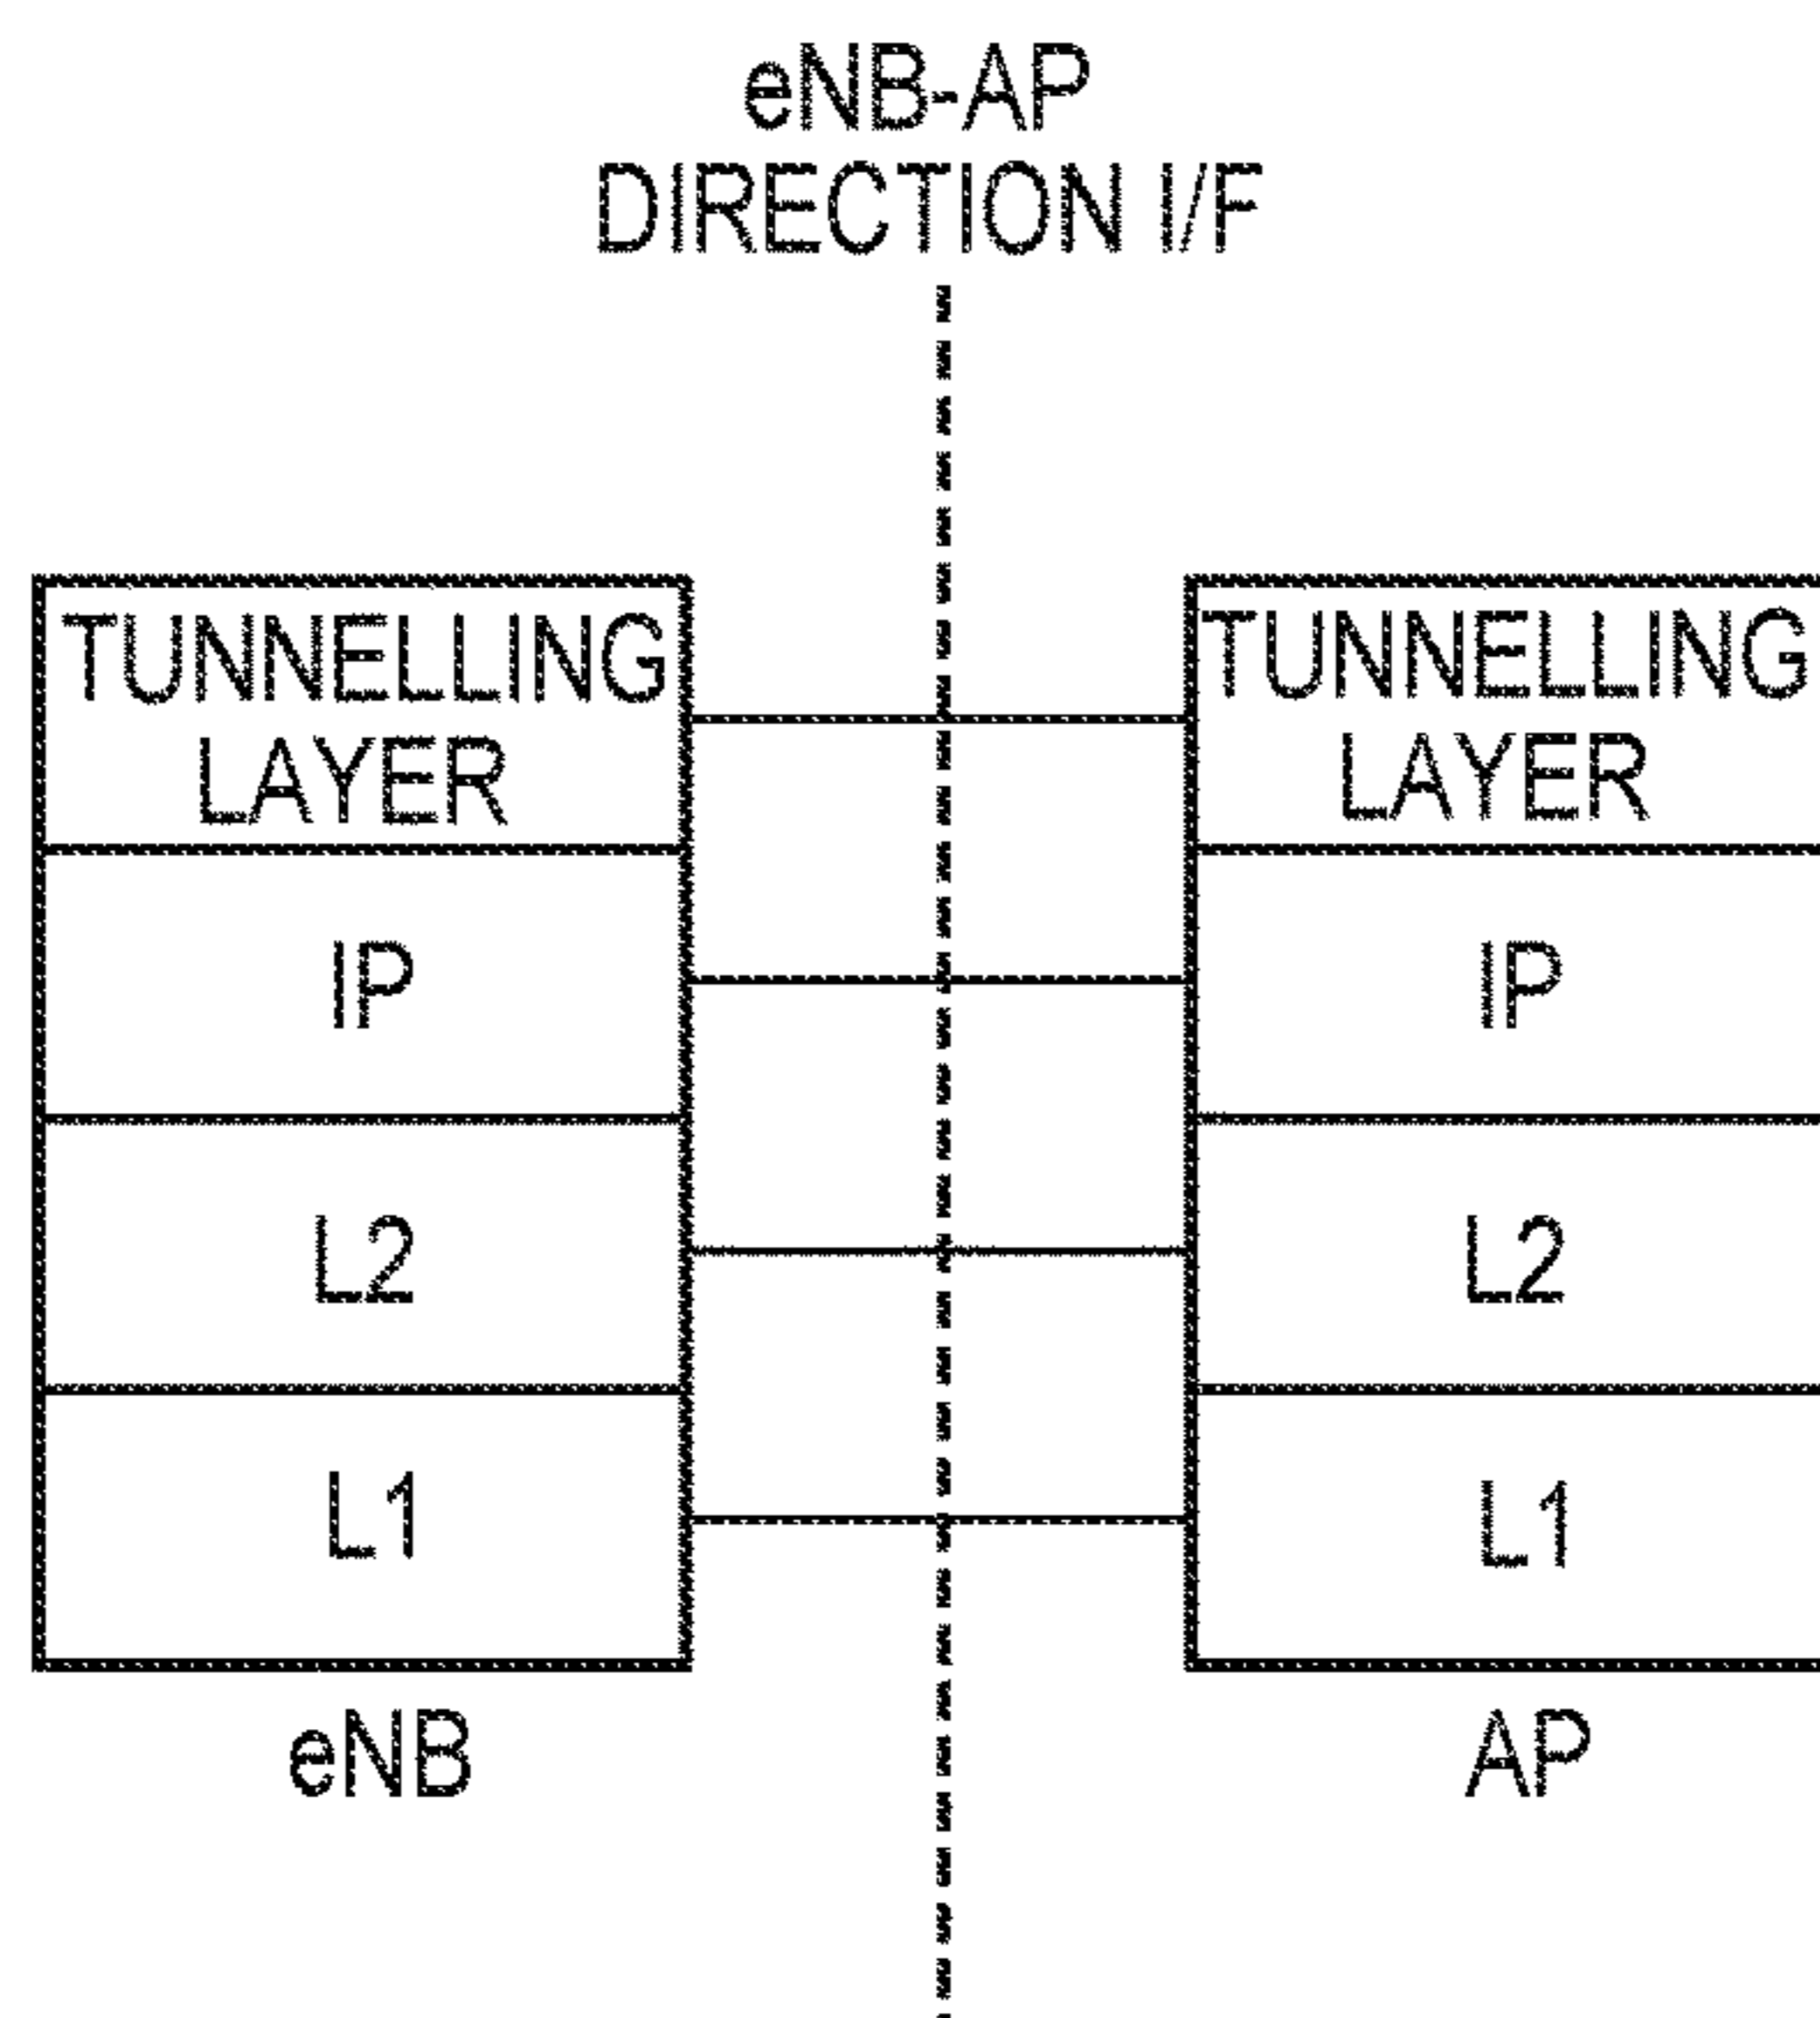 eNB-AP
DIRECTION I/F
TUNNELLING
LAYER
IP
L2
L1
eNB
TUNNELLING
LAYER
IP
L2
L1
AP